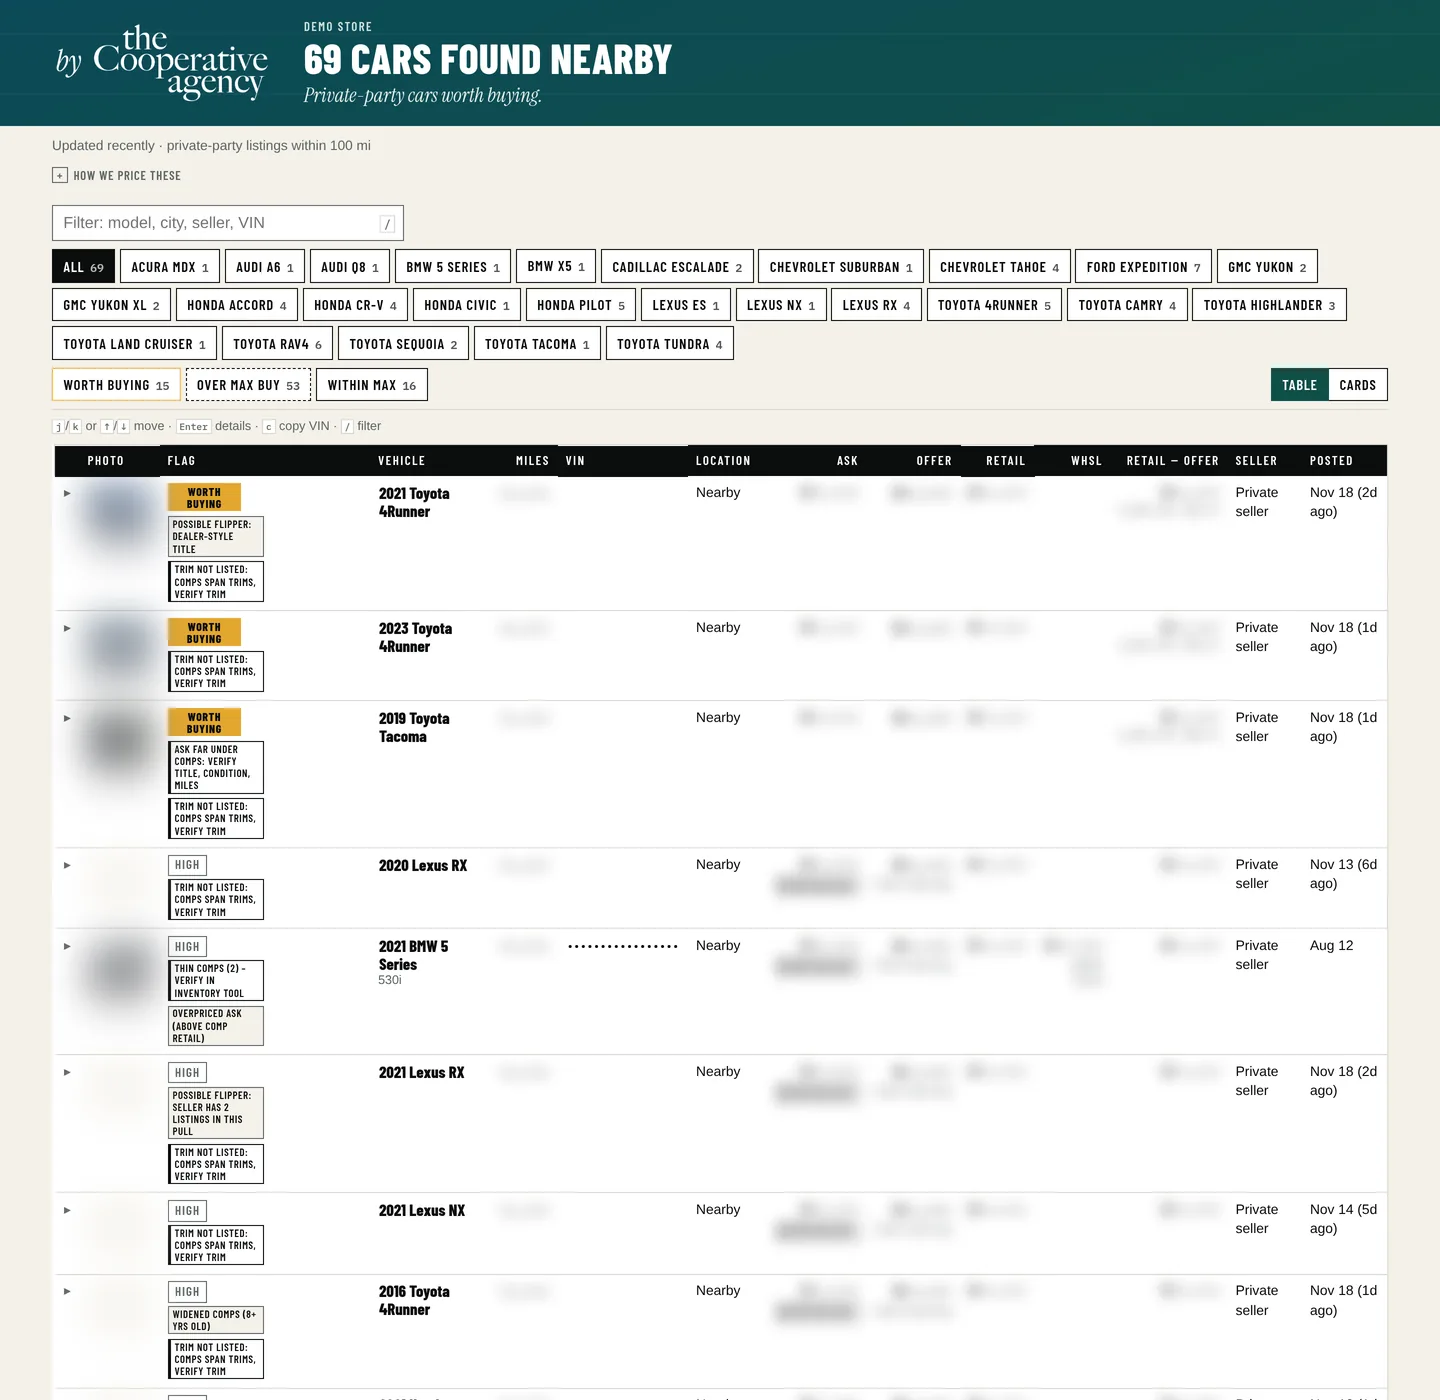 by the Cooperative agency
DEMO STORE
69 CARS FOUND NEARBY
Private-party cars worth buying.
Updated recently · private-party listings within 100 mi
+ HOW WE PRICE THESE
Filter: model, city, seller, VIN /
ALL 69 ACURA MDX 1 AUDI A6 1 AUDI Q8 1 BMW 5 SERIES 1 BMW X5 1 CADILLAC ESCALADE 2 CHEVROLET SUBURBAN 1 CHEVROLET TAHOE 4 FORD EXPEDITION 7 GMC YUKON 2
GMC YUKON XL 2 HONDA ACCORD 4 HONDA CR-V 4 HONDA CIVIC 1 HONDA PILOT 5 LEXUS ES 1 LEXUS NX 1 LEXUS RX 4 TOYOTA 4RUNNER 5 TOYOTA CAMRY 4 TOYOTA HIGHLANDER 3
TOYOTA LAND CRUISER 1 TOYOTA RAV4 6 TOYOTA SEQUOIA 2 TOYOTA TACOMA 1 TOYOTA TUNDRA 4
WORTH BUYING 15 OVER MAX BUY 53 WITHIN MAX 16 TABLE CARDS
j/k or ↑/↓ move · Enter details · c copy VIN · / filter
PHOTO FLAG VEHICLE MILES VIN LOCATION ASK OFFER RETAIL WHSL RETAIL – OFFER SELLER POSTED
WORTH BUYING
POSSIBLE FLIPPER: DEALER-STYLE TITLE
TRIM NOT LISTED: COMPS SPAN TRIMS, VERIFY TRIM
2021 Toyota 4Runner
Nearby
Private seller
Nov 18 (2d ago)
WORTH BUYING
TRIM NOT LISTED: COMPS SPAN TRIMS, VERIFY TRIM
2023 Toyota 4Runner
Nearby
Private seller
Nov 18 (1d ago)
WORTH BUYING
ASK FAR UNDER COMPS: VERIFY TITLE, CONDITION, MILES
TRIM NOT LISTED: COMPS SPAN TRIMS, VERIFY TRIM
2019 Toyota Tacoma
Nearby
Private seller
Nov 18 (1d ago)
HIGH
TRIM NOT LISTED: COMPS SPAN TRIMS, VERIFY TRIM
2020 Lexus RX
Nearby
Private seller
Nov 13 (6d ago)
HIGH
THIN COMPS (2) – VERIFY IN INVENTORY TOOL
OVERPRICED ASK (ABOVE COMP RETAIL)
2021 BMW 5 Series
530i
Nearby
Private seller
Aug 12
HIGH
POSSIBLE FLIPPER: SELLER HAS 2 LISTINGS IN THIS PULL
TRIM NOT LISTED: COMPS SPAN TRIMS, VERIFY TRIM
2021 Lexus RX
Nearby
Private seller
Nov 18 (2d ago)
HIGH
TRIM NOT LISTED: COMPS SPAN TRIMS, VERIFY TRIM
2021 Lexus NX
Nearby
Private seller
Nov 14 (5d ago)
HIGH
WIDENED COMPS (8+ YRS OLD)
TRIM NOT LISTED: COMPS SPAN TRIMS, VERIFY TRIM
2016 Toyota 4Runner
Nearby
Private seller
Nov 18 (1d ago)